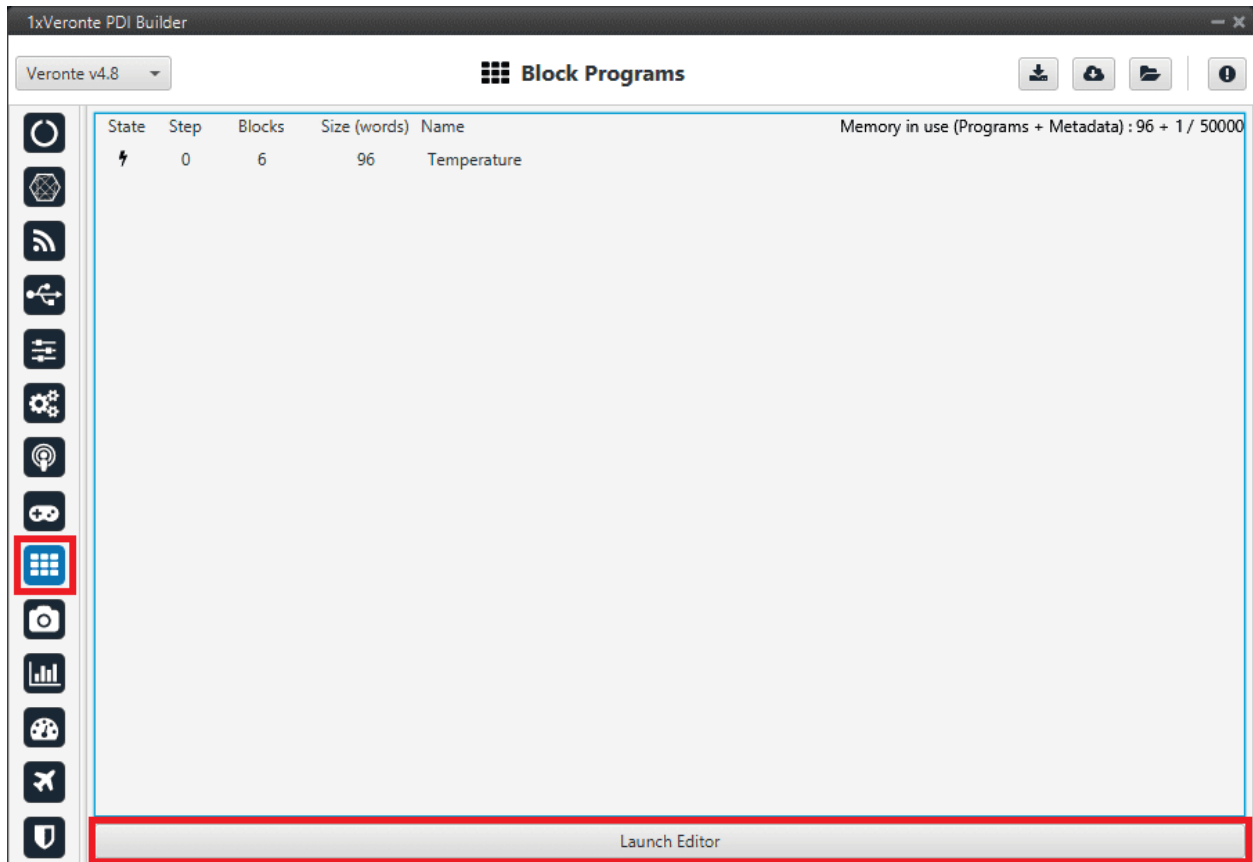 1xVeronte PDI Builder
Veronte v4.8
Block Programs
State Step Blocks Size (words) Name Memory in use (Programs + Metadata) : 96 + 1 / 50000
0 6 96 Temperature
Launch Editor